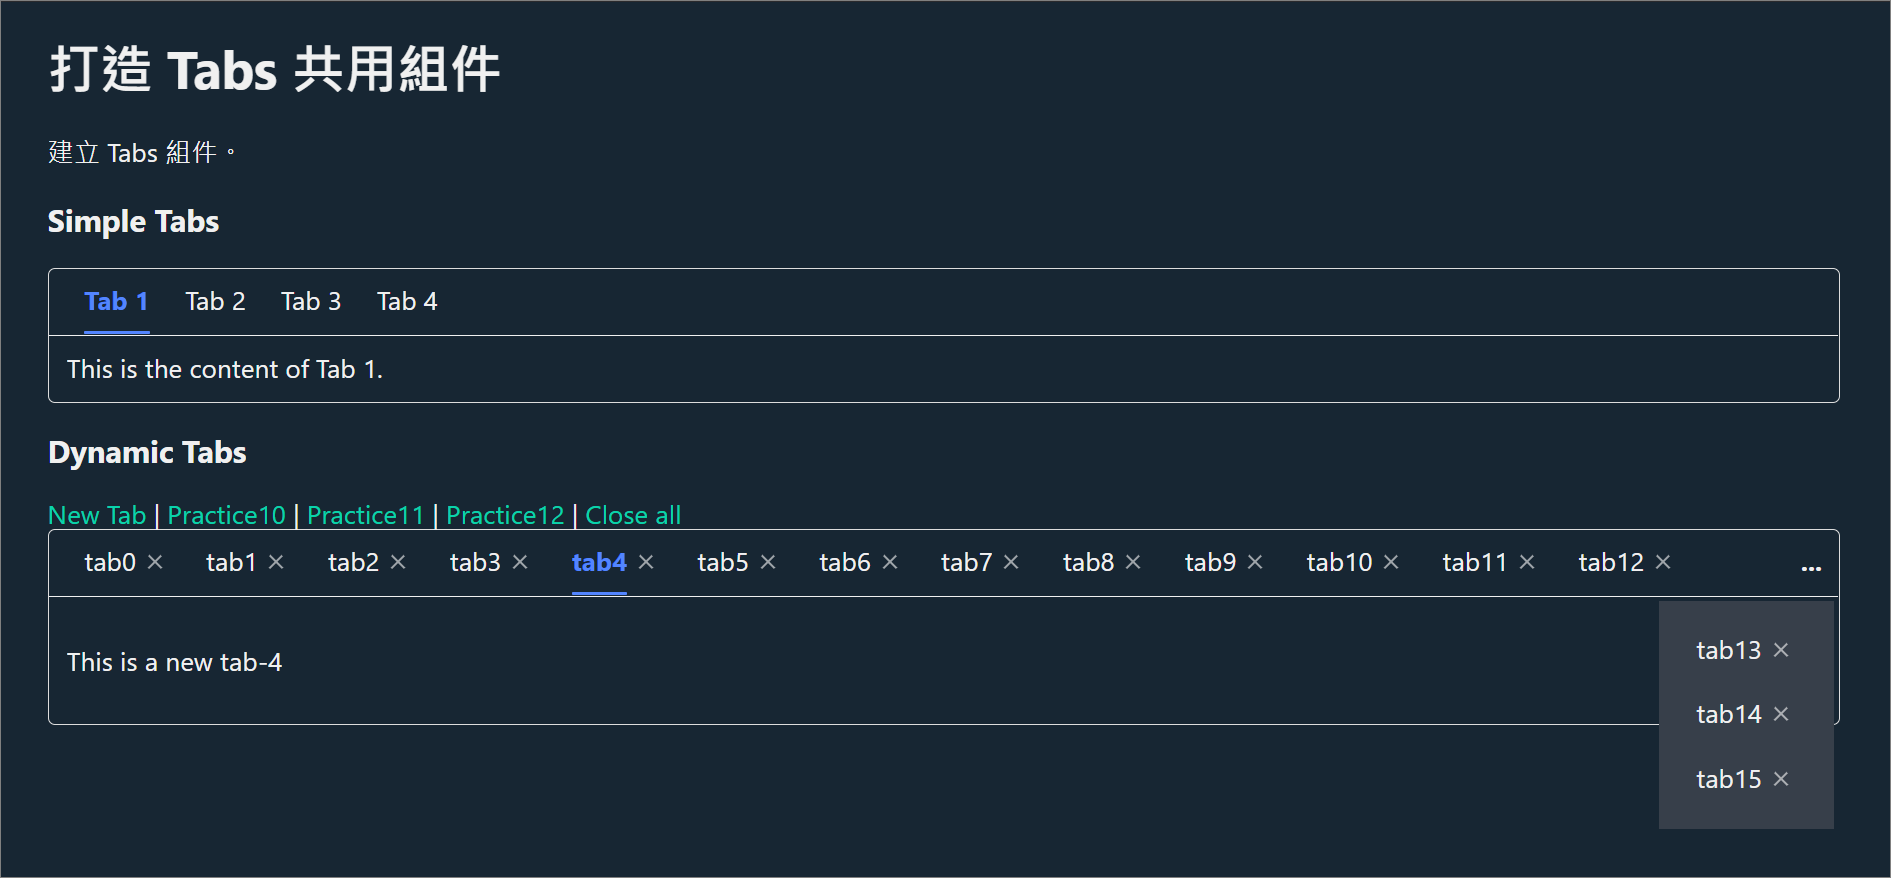 打造 Tabs 共用組件
建立 Tabs 組件。
Simple Tabs
Tab 1 Tab 2 Tab 3 Tab 4
This is the content of Tab 1.
Dynamic Tabs
New Tab | Practice10 | Practice11 | Practice12 | Close all
tab0 × tab1 × tab2 × tab3 × tab4 × tab5 × tab6 × tab7 × tab8 × tab9 × tab10 × tab11 × tab12 × ...
This is a new tab-4
tab13 ×
tab14 ×
tab15 ×